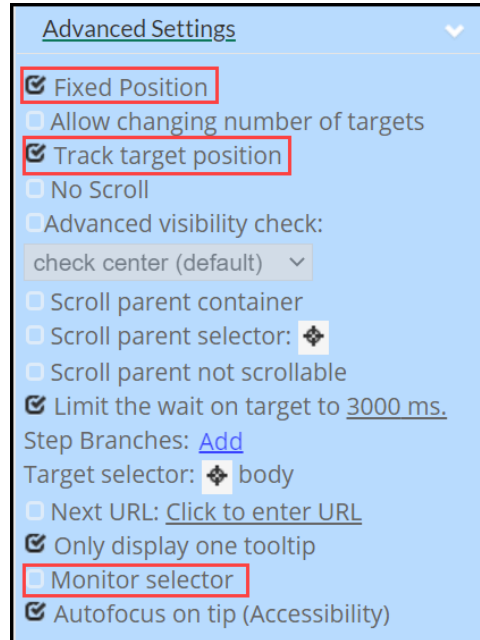 Advanced Settings
Fixed Position
Allow changing number of targets
Track target position
No Scroll
Advanced visibility check:
check center (default)
Scroll parent container
Scroll parent selector:
Scroll parent not scrollable
Limit the wait on target to 3000 ms.
Step Branches: Add
Target selector: body
Next URL: Click to enter URL
Only display one tooltip
Monitor selector
Autofocus on tip (Accessibility)